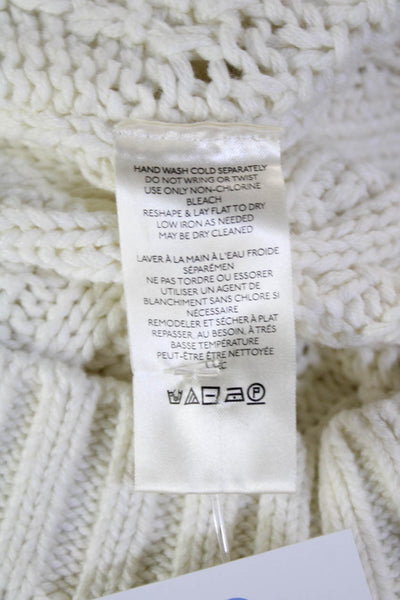 HAND WASH COLD SEPARATELY
DO NOT WRING OR TWIST
USE ONLY NON-CHLORINE
BLEACH
RESHAPE & LAY FLAT TO DRY
LOW IRON AS NEEDED
MAY BE DRY CLEANED
LAVER À LA MAIN À L'EAU FROIDE
SÉPARÉMEN
NE PAS TORDRE OU ESSORER
UTILISER UN AGENT DE
BLANCHIMENT SANS CHLORE SI
NÉCESSAIRE
REMODELER ET SÉCHER À PLAT
REPASSER, AU BESOIN, À TRÉS
BASSE TEMPÉRATURE
PEUT-ÊTRE ÊTRE NETTOYÉE
P